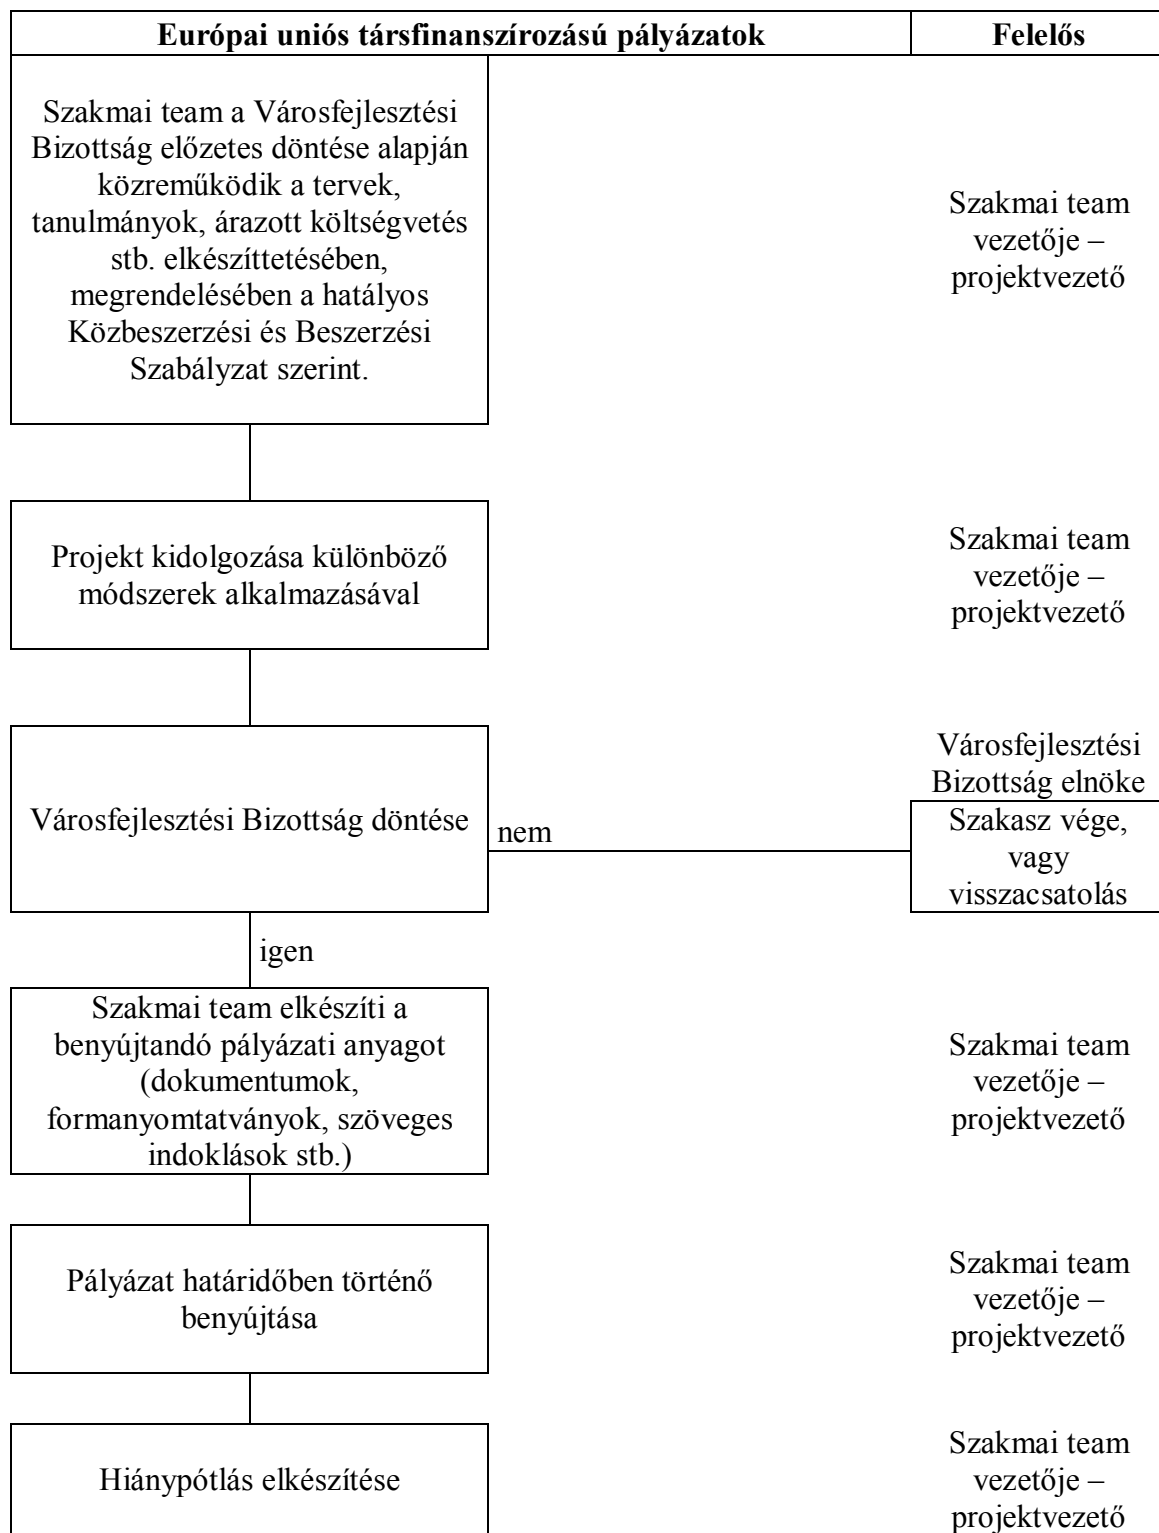 Európai uniós társfinanszírozású pályázatok
Felelős
Szakmai team a Városfejlesztési
Bizottság előzetes döntése alapján
közreműködik a tervek,
tanulmányok, árazott költségvetés
stb. elkészíttetésében,
megrendelésében a hatályos
Közbeszerzési és Beszerzési
Szabályzat szerint.
Szakmai team
vezetője –
projektvezető
Projekt kidolgozása különböző
módszerek alkalmazásával
Szakmai team
vezetője –
projektvezető
Városfejlesztési Bizottság döntése
nem
Városfejlesztési
Bizottság elnöke
Szakasz vége,
vagy
visszacsatolás
igen
Szakmai team elkészíti a
benyújtandó pályázati anyagot
(dokumentumok,
formanyomtatványok, szöveges
indoklások stb.)
Szakmai team
vezetője –
projektvezető
Pályázat határidőben történő
benyújtása
Szakmai team
vezetője –
projektvezető
Hiánypótlás elkészítése
Szakmai team
vezetője –
projektvezető